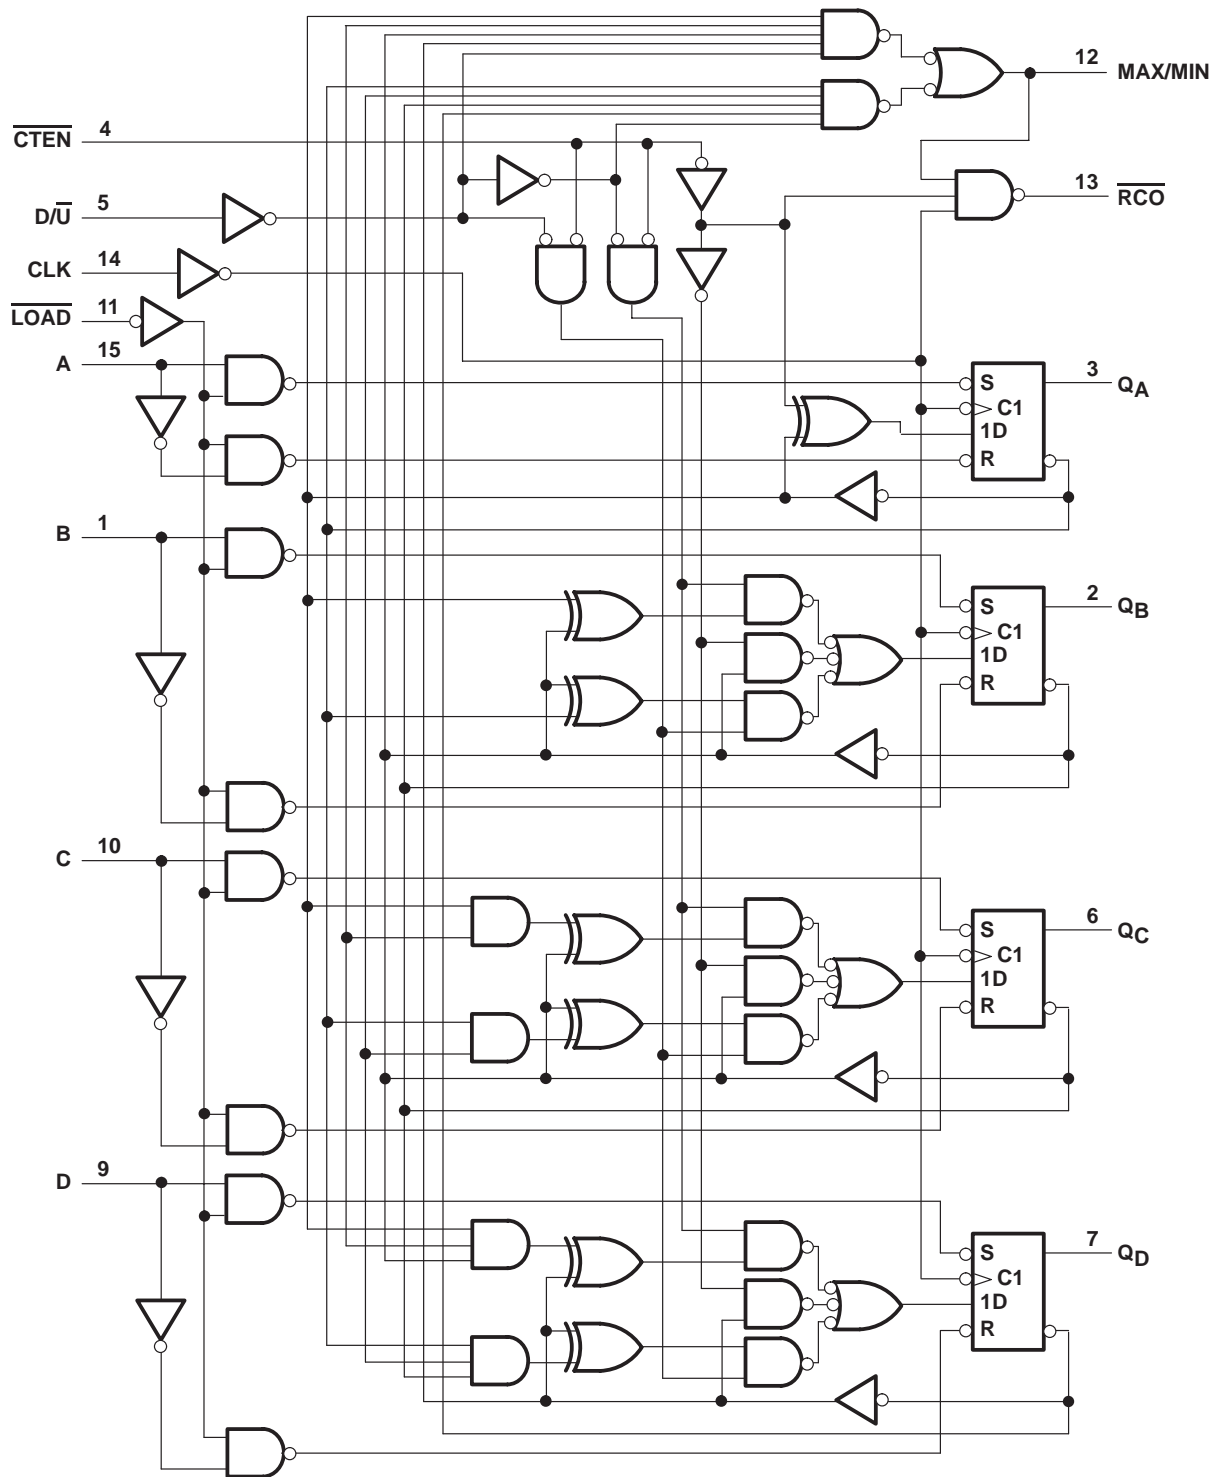 12 MAX/MIN
CTEN 4
13 RCO
D/U 5
CLK 14
LOAD 11
A 15
S
C1
1D
R
3 QA
B 1
S
C1
1D
R
2 QB
C 10
S
C1
1D
R
6 QC
D 9
S
C1
1D
R
7 QD